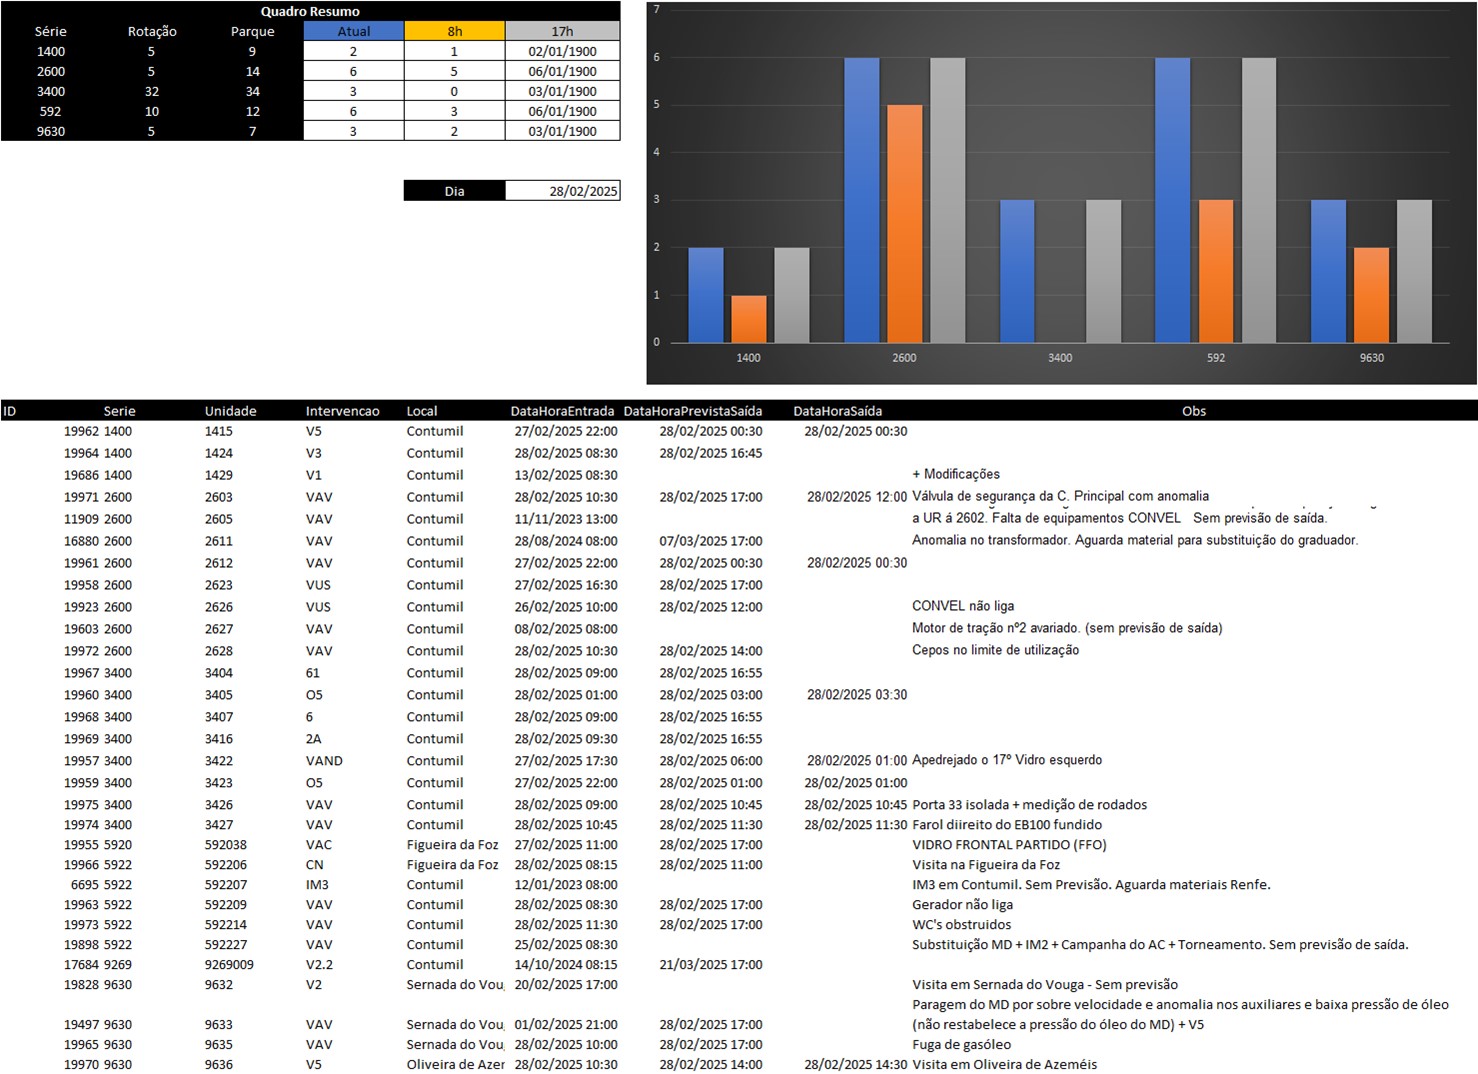 Quadro Resumo
Série Rotação Parque Atual 8h 17h
1400 5 9 2 1 02/01/1900
2600 5 14 6 5 06/01/1900
3400 32 34 3 0 03/01/1900
592 10 12 6 3 06/01/1900
9630 5 7 3 2 03/01/1900
Dia 28/02/2025
7
6
5
4
3
2
1
0
1400 2600 3400 592 9630
ID Serie Unidade Intervencao Local DataHoraEntrada DataHoraPrevistaSaída DataHoraSaída Obs
19962 1400 1415 V5 Contumil 27/02/2025 22:00 28/02/2025 00:30 28/02/2025 00:30
19964 1400 1424 V3 Contumil 28/02/2025 08:30 28/02/2025 16:45
19686 1400 1429 V1 Contumil 13/02/2025 08:30 + Modificações
19971 2600 2603 VAV Contumil 28/02/2025 10:30 28/02/2025 17:00 28/02/2025 12:00 Válvula de segurança da C. Principal com anomalia
11909 2600 2605 VAV Contumil 11/11/2023 13:00 a UR á 2602. Falta de equipamentos CONVEL Sem previsão de saída.
16880 2600 2611 VAV Contumil 28/08/2024 08:00 07/03/2025 17:00 Anomalia no transformador. Aguarda material para substituição do graduador.
19961 2600 2612 VAV Contumil 27/02/2025 22:00 28/02/2025 00:30 28/02/2025 00:30
19958 2600 2623 VUS Contumil 27/02/2025 16:30 28/02/2025 17:00
19923 2600 2626 VUS Contumil 26/02/2025 10:00 28/02/2025 12:00 CONVEL não liga
19603 2600 2627 VAV Contumil 08/02/2025 08:00 Motor de tração nº2 avariado. (sem previsão de saída)
19972 2600 2628 VAV Contumil 28/02/2025 10:30 28/02/2025 14:00 Cepos no limite de utilização
19967 3400 3404 61 Contumil 28/02/2025 09:00 28/02/2025 16:55
19960 3400 3405 O5 Contumil 28/02/2025 01:00 28/02/2025 03:00 28/02/2025 03:30
19968 3400 3407 6 Contumil 28/02/2025 09:00 28/02/2025 16:55
19969 3400 3416 2A Contumil 28/02/2025 09:30 28/02/2025 16:55
19957 3400 3422 VAND Contumil 27/02/2025 17:30 28/02/2025 06:00 28/02/2025 01:00 Apedrejado o 17º Vidro esquerdo
19959 3400 3423 O5 Contumil 27/02/2025 22:00 28/02/2025 01:00 28/02/2025 01:00
19975 3400 3426 VAV Contumil 28/02/2025 09:00 28/02/2025 10:45 28/02/2025 10:45 Porta 33 isolada + medição de rodados
19974 3400 3427 VAV Contumil 28/02/2025 10:45 28/02/2025 11:30 28/02/2025 11:30 Farol diireito do EB100 fundido
19955 5920 592038 VAC Figueira da Foz 27/02/2025 11:00 28/02/2025 17:00 VIDRO FRONTAL PARTIDO (FFO)
19966 5922 592206 CN Figueira da Foz 28/02/2025 08:15 28/02/2025 11:00 Visita na Figueira da Foz
6695 5922 592207 IM3 Contumil 12/01/2023 08:00 IM3 em Contumil. Sem Previsão. Aguarda materiais Renfe.
19963 5922 592209 VAV Contumil 28/02/2025 08:30 28/02/2025 17:00 Gerador não liga
19973 5922 592214 VAV Contumil 28/02/2025 11:30 28/02/2025 17:00 WC's obstruidos
19898 5922 592227 VAV Contumil 25/02/2025 08:30 Substituição MD + IM2 + Campanha do AC + Torneamento. Sem previsão de saída.
17684 9269 9269009 V2.2 Contumil 14/10/2024 08:15 21/03/2025 17:00
19828 9630 9632 V2 Sernada do Vou 20/02/2025 17:00 Visita em Sernada do Vouga - Sem previsão
Paragem do MD por sobre velocidade e anomalia nos auxiliares e baixa pressão de óleo
19497 9630 9633 VAV Sernada do Vou 01/02/2025 21:00 28/02/2025 17:00 (não restabelece a pressão do óleo do MD) + V5
19965 9630 9635 VAV Sernada do Vou 28/02/2025 10:00 28/02/2025 17:00 Fuga de gasóleo
19970 9630 9636 V5 Oliveira de Azer 28/02/2025 10:30 28/02/2025 14:00 28/02/2025 14:30 Visita em Oliveira de Azeméis